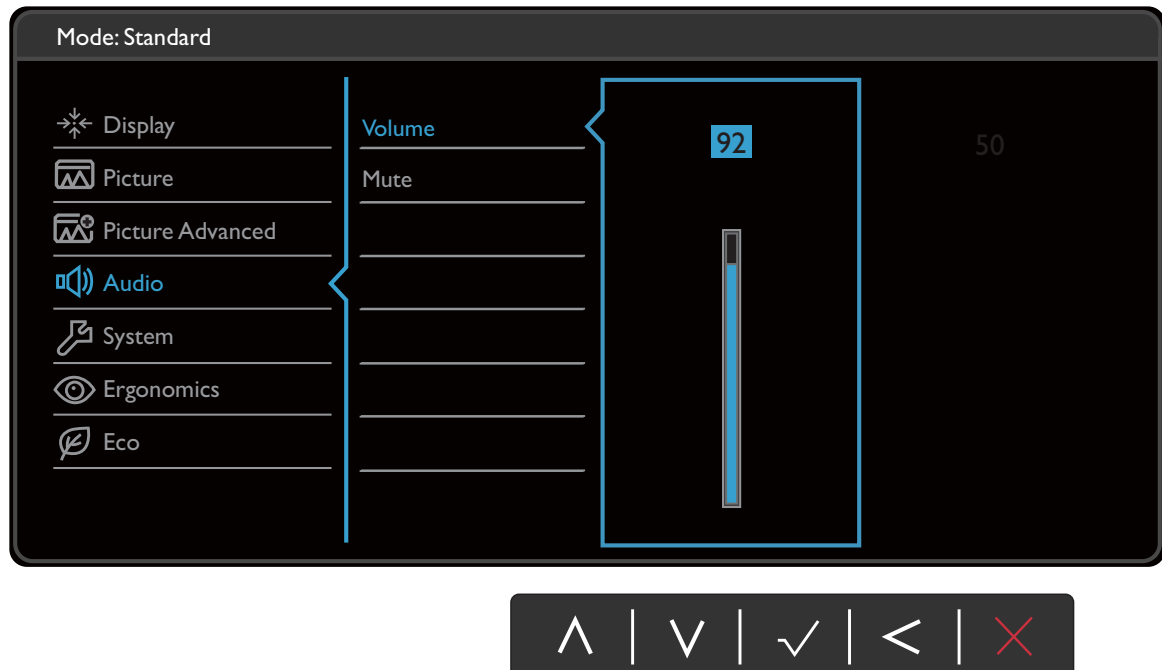 Mode: Standard
Display
Picture
Picture Advanced
Audio
System
Ergonomics
Eco
Volume
Mute
92
50